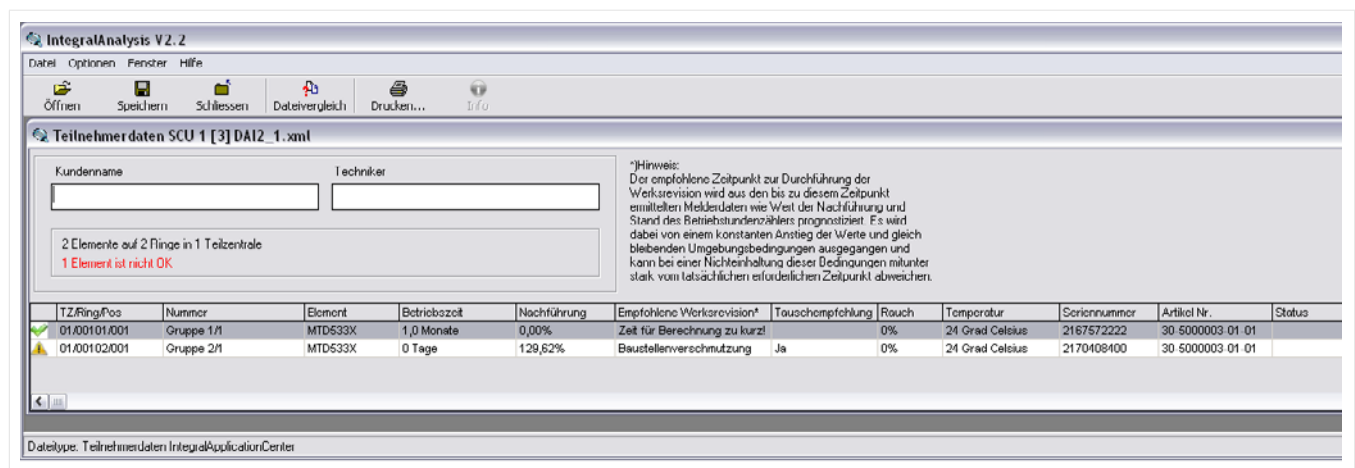 IntegralAnalysis V2.2
Datei Optionen Fenster Hilfe
Öffnen Speichern Schliessen Dateivergleich Drucken... Info
Teilnehmerdaten SCU 1 [3] DAI2_1.xml
Kundenname Techniker
*)Hinweis:
Der empfohlene Zeitpunkt zur Durchführung der
Werksrevision wird aus den bis zu diesem Zeitpunkt
ermittelten Melderdaten wie Wert der Nachführung und
Stand des Betriebstundenzählers prognostiziert. Es wird
dabei von einem konstanten Anstieg der Werte und gleich
bleibenden Umgebungsbedingungen ausgegangen und
kann bei einer Nichteinhaltung dieser Bedingungen mitunter
stark vom tatsächlichen erforderlichen Zeitpunkt abweichen.
2 Elemente auf 2 Ringe in 1 Teilzentrale
1 Element ist nicht OK
TZ/Ring/Pos Nummer Element Betriebszeit Nachführung Empfohlene Werksrevision* Tauschempfehlung Rauch Temperatur Seriennummer Artikel Nr. Status
01/00101/001 Gruppe 1/1 MTD533X 1,0 Monate 0,00% Zeit für Berechnung zu kurz! 0% 24 Grad Celsius 2167572222 30-5000003-01-01
01/00102/001 Gruppe 2/1 MTD533X 0 Tage 129,62% Baustellenverschmutzung Ja 0% 24 Grad Celsius 2170408400 30-5000003-01-01
Dateitype: Teilnehmerdaten IntegralApplicationCenter